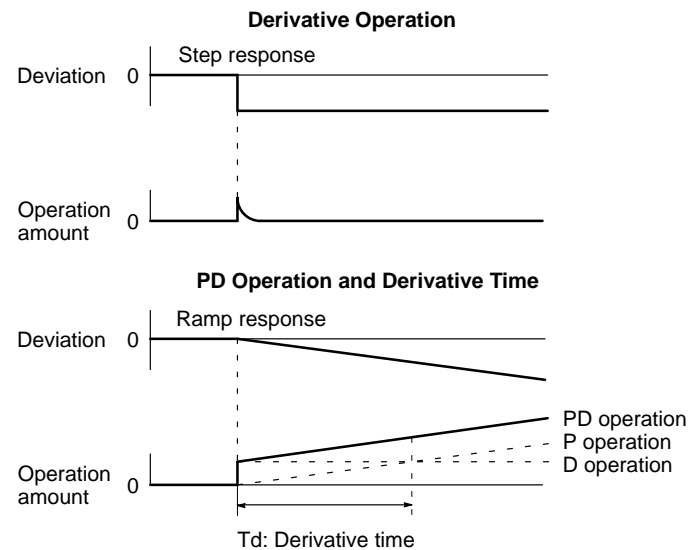 Derivative Operation
Step response
Deviation 0
Operation
amount 0
PD Operation and Derivative Time
Ramp response
Deviation 0
PD operation
P operation
D operation
Operation
amount 0
Td: Derivative time